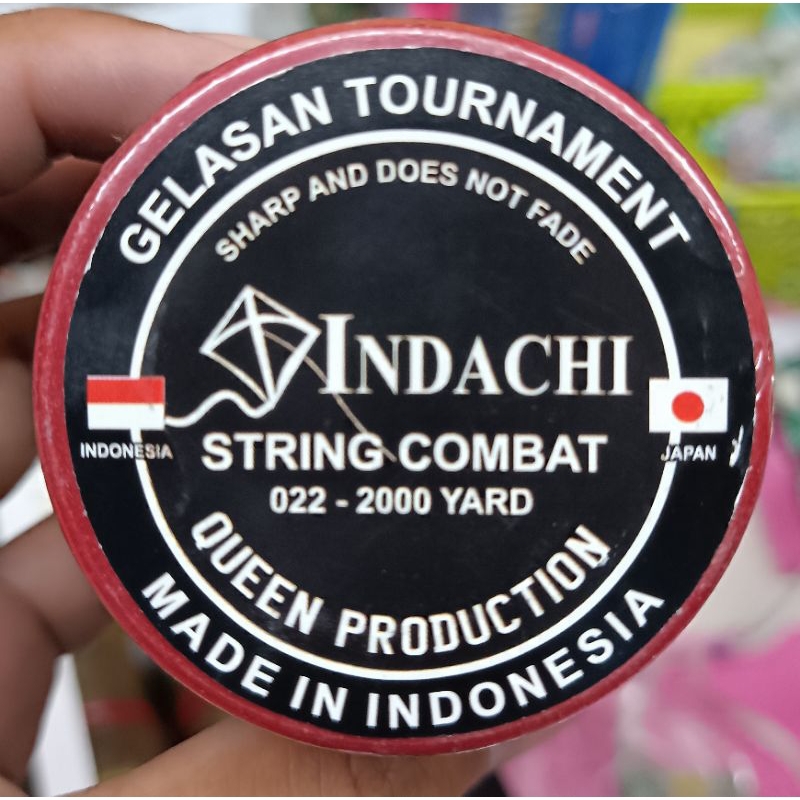 GELASAN TOURNAMENT
SHARP AND DOES NOT FADE
INDACHI
INDONESIA
JAPAN
STRING COMBAT
022 - 2000 YARD
QUEEN PRODUCTION
MADE IN INDONESIA